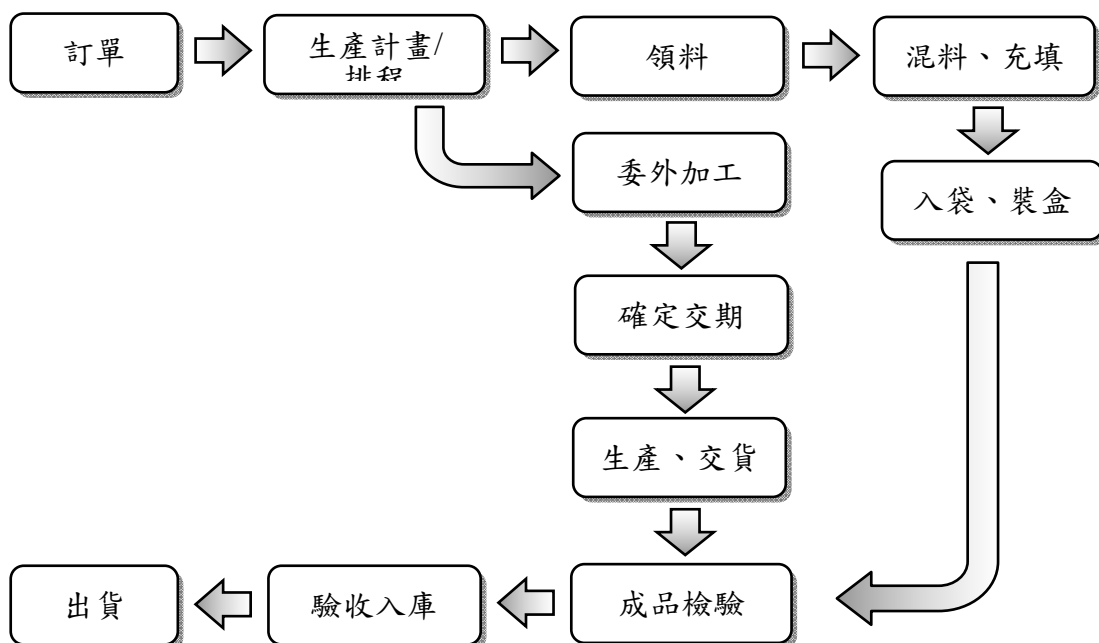 訂單
生產計畫/
排程
領料
混料、充填
委外加工
入袋、裝盒
確定交期
生產、交貨
出貨
驗收入庫
成品檢驗